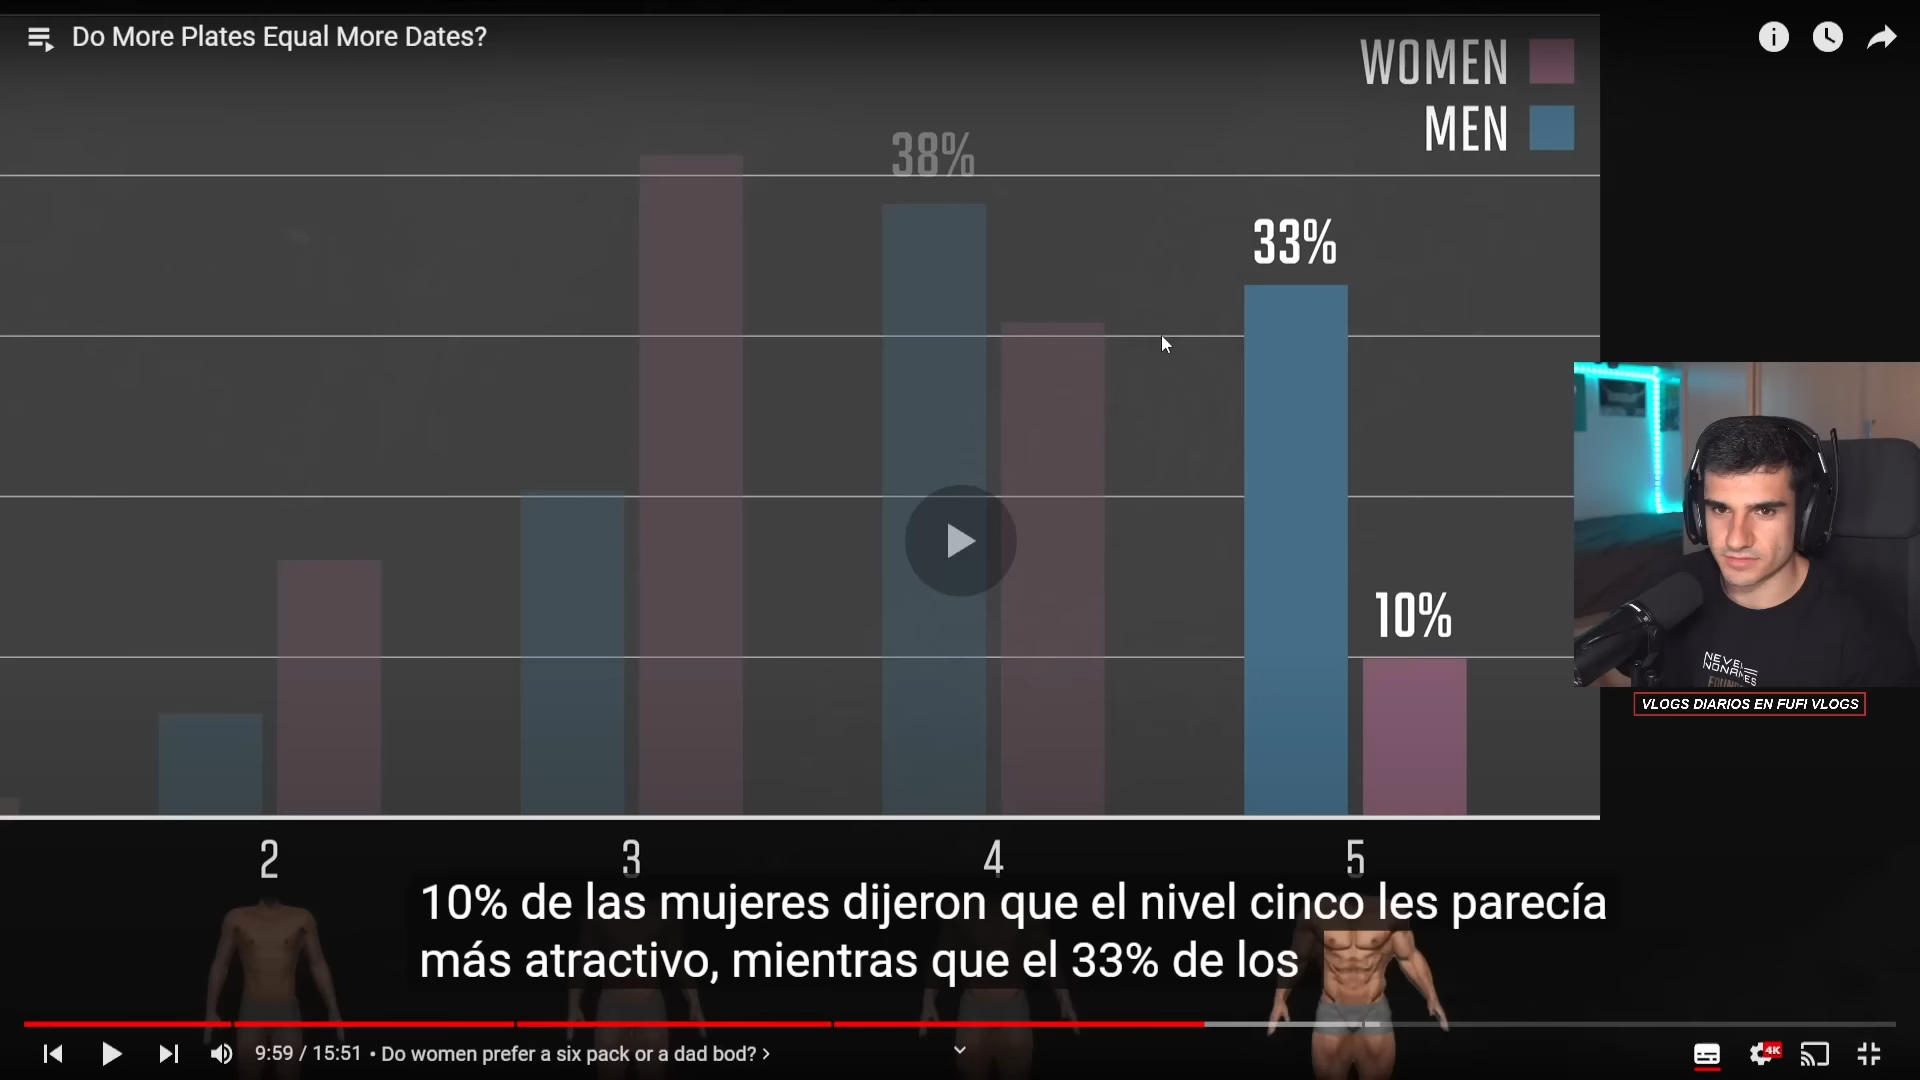 Do More Plates Equal More Dates?
WOMEN
MEN
38%
33%
10%
2
3
4
5
10% de las mujeres dijeron que el nivel cinco les parecía
más atractivo, mientras que el 33% de los
VLOGS DIARIOS EN FUFI VLOGS
9:59 / 15:51 • Do women prefer a six pack or a dad bod? >
4K